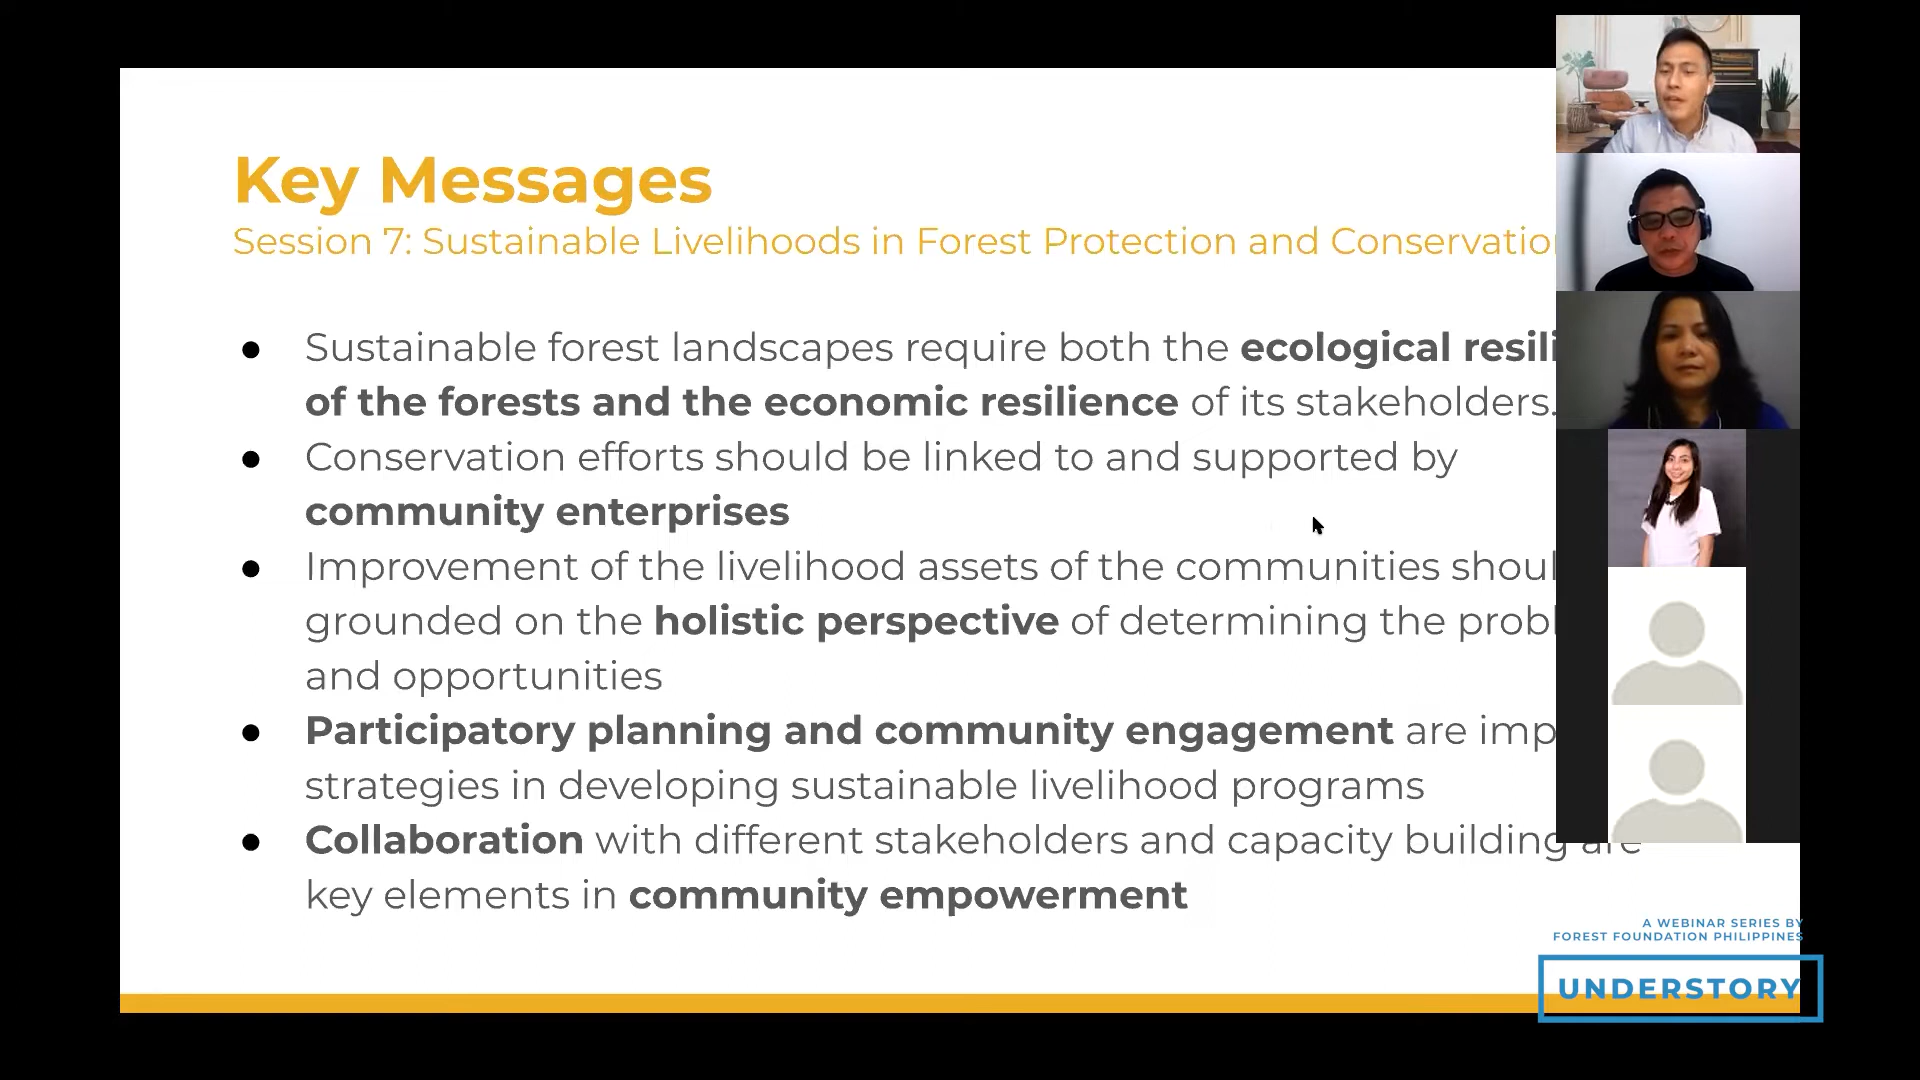 Key Messages
Session 7: Sustainable Livelihoods in Forest Protection and Conservation
● Sustainable forest landscapes require both the ecological resili
of the forests and the economic resilience of its stakeholders.
● Conservation efforts should be linked to and supported by
community enterprises
● Improvement of the livelihood assets of the communities shoul
grounded on the holistic perspective of determining the probl
and opportunities
● Participatory planning and community engagement are imp
strategies in developing sustainable livelihood programs
● Collaboration with different stakeholders and capacity building are
key elements in community empowerment
A WEBINAR SERIES BY
FOREST FOUNDATION PHILIPPINES
UNDERSTORY